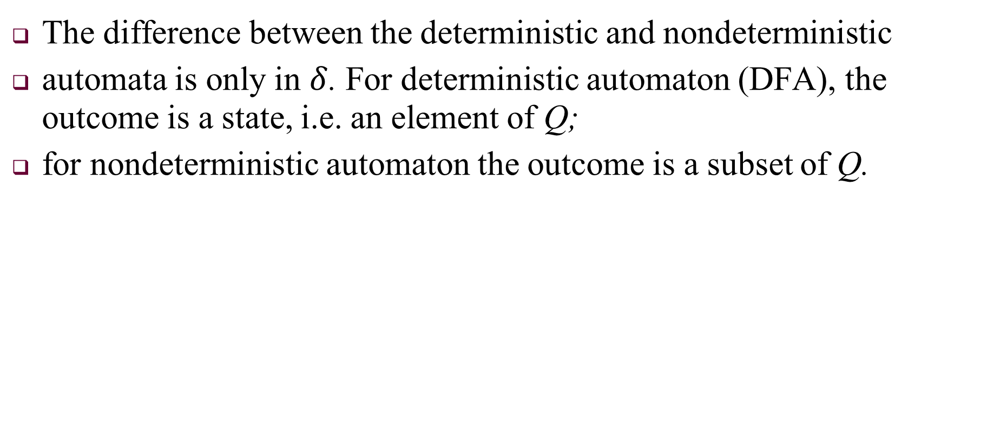 ❑ The difference between the deterministic and nondeterministic
❑ automata is only in δ. For deterministic automaton (DFA), the
outcome is a state, i.e. an element of Q;
❑ for nondeterministic automaton the outcome is a subset of Q.